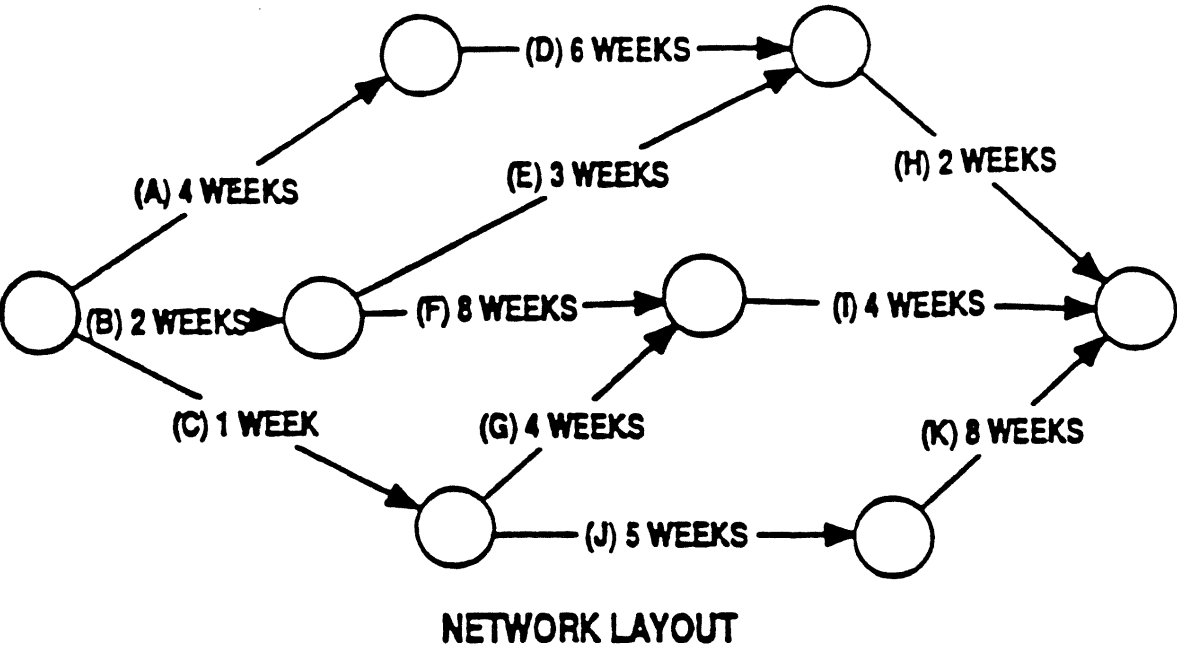 (D) 6 WEEKS
(H) 2 WEEKS
(E) 3 WEEKS
(A) 4 WEEKS
(B) 2 WEEKS
(F) 8 WEEKS
(I) 4 WEEKS
(C) 1 WEEK
(G) 4 WEEKS
(K) 8 WEEKS
(J) 5 WEEKS
NETWORK LAYOUT